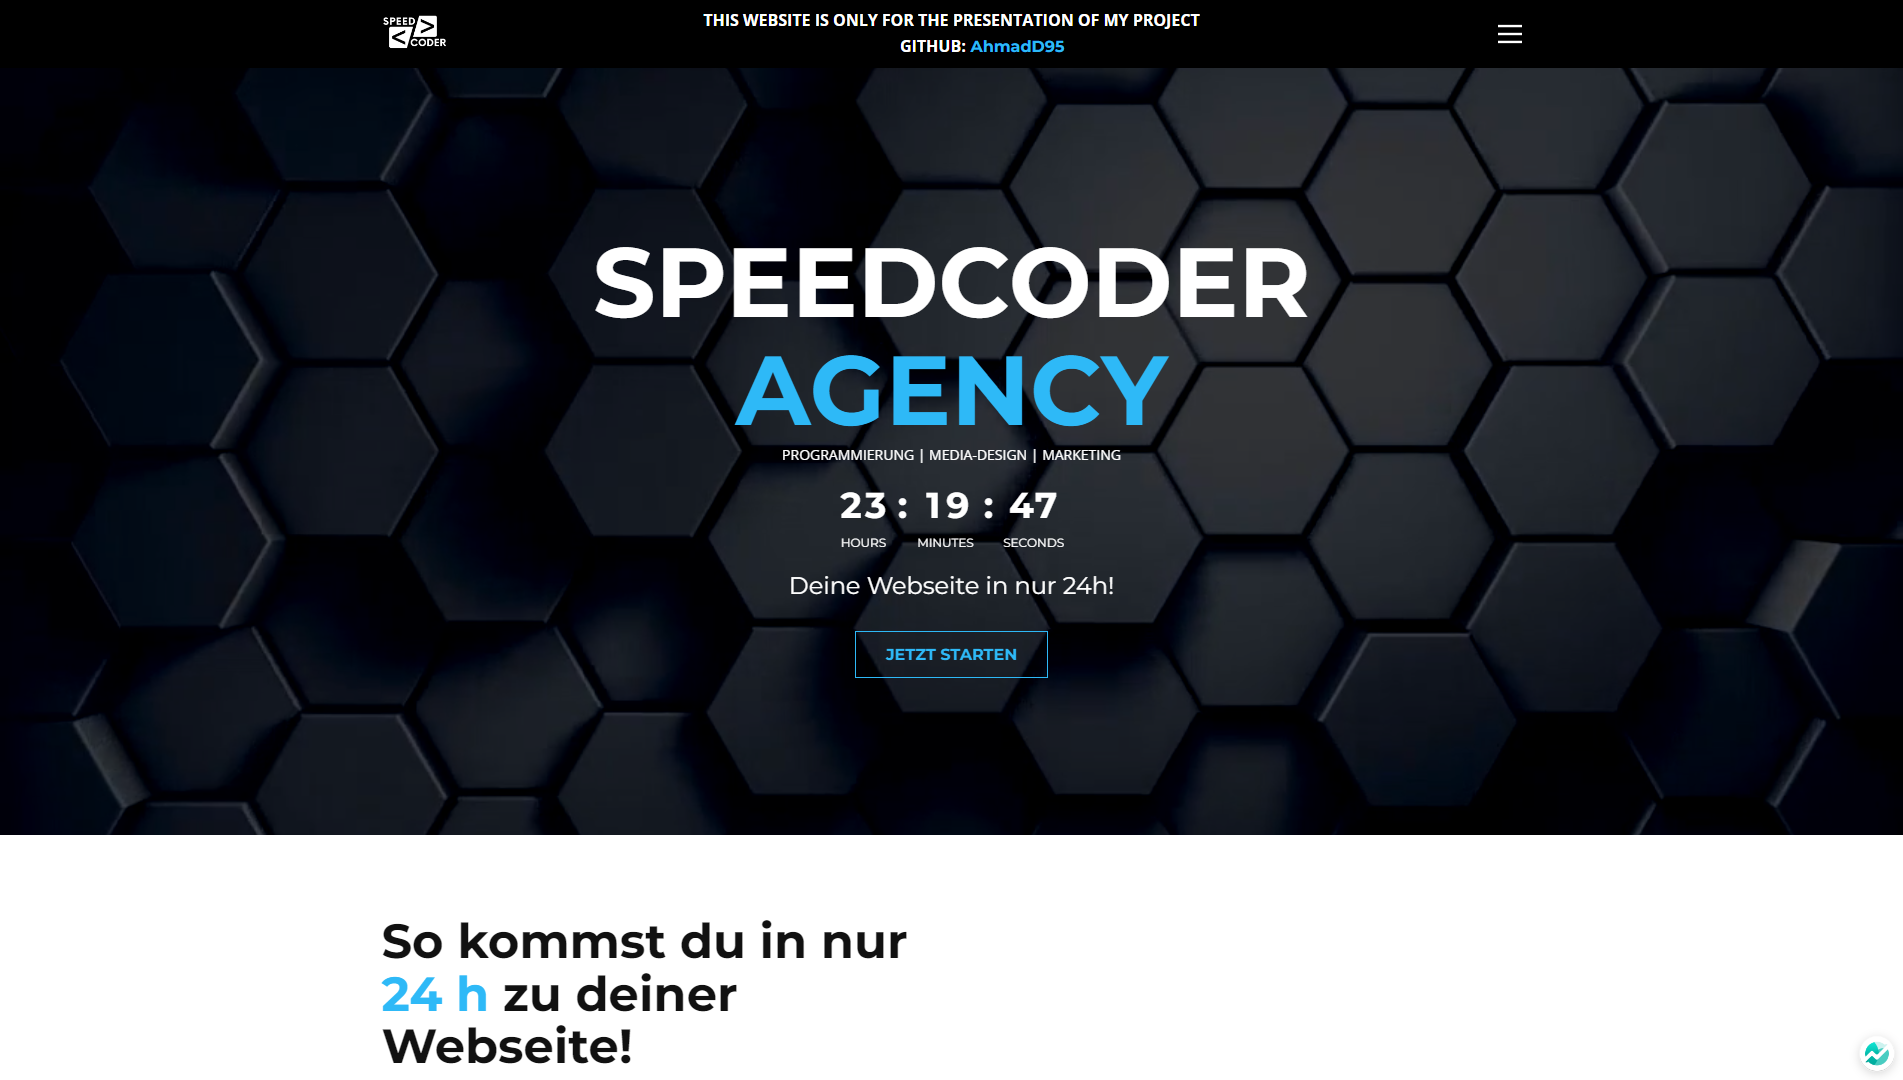 SPEED
CODER
THIS WEBSITE IS ONLY FOR THE PRESENTATION OF MY PROJECT
GITHUB: AhmadD95
SPEEDCODER
AGENCY
PROGRAMMIERUNG | MEDIA-DESIGN | MARKETING
23 : 19 : 47
HOURS MINUTES SECONDS
Deine Webseite in nur 24h!
JETZT STARTEN
So kommst du in nur
24 h zu deiner
Webseite!